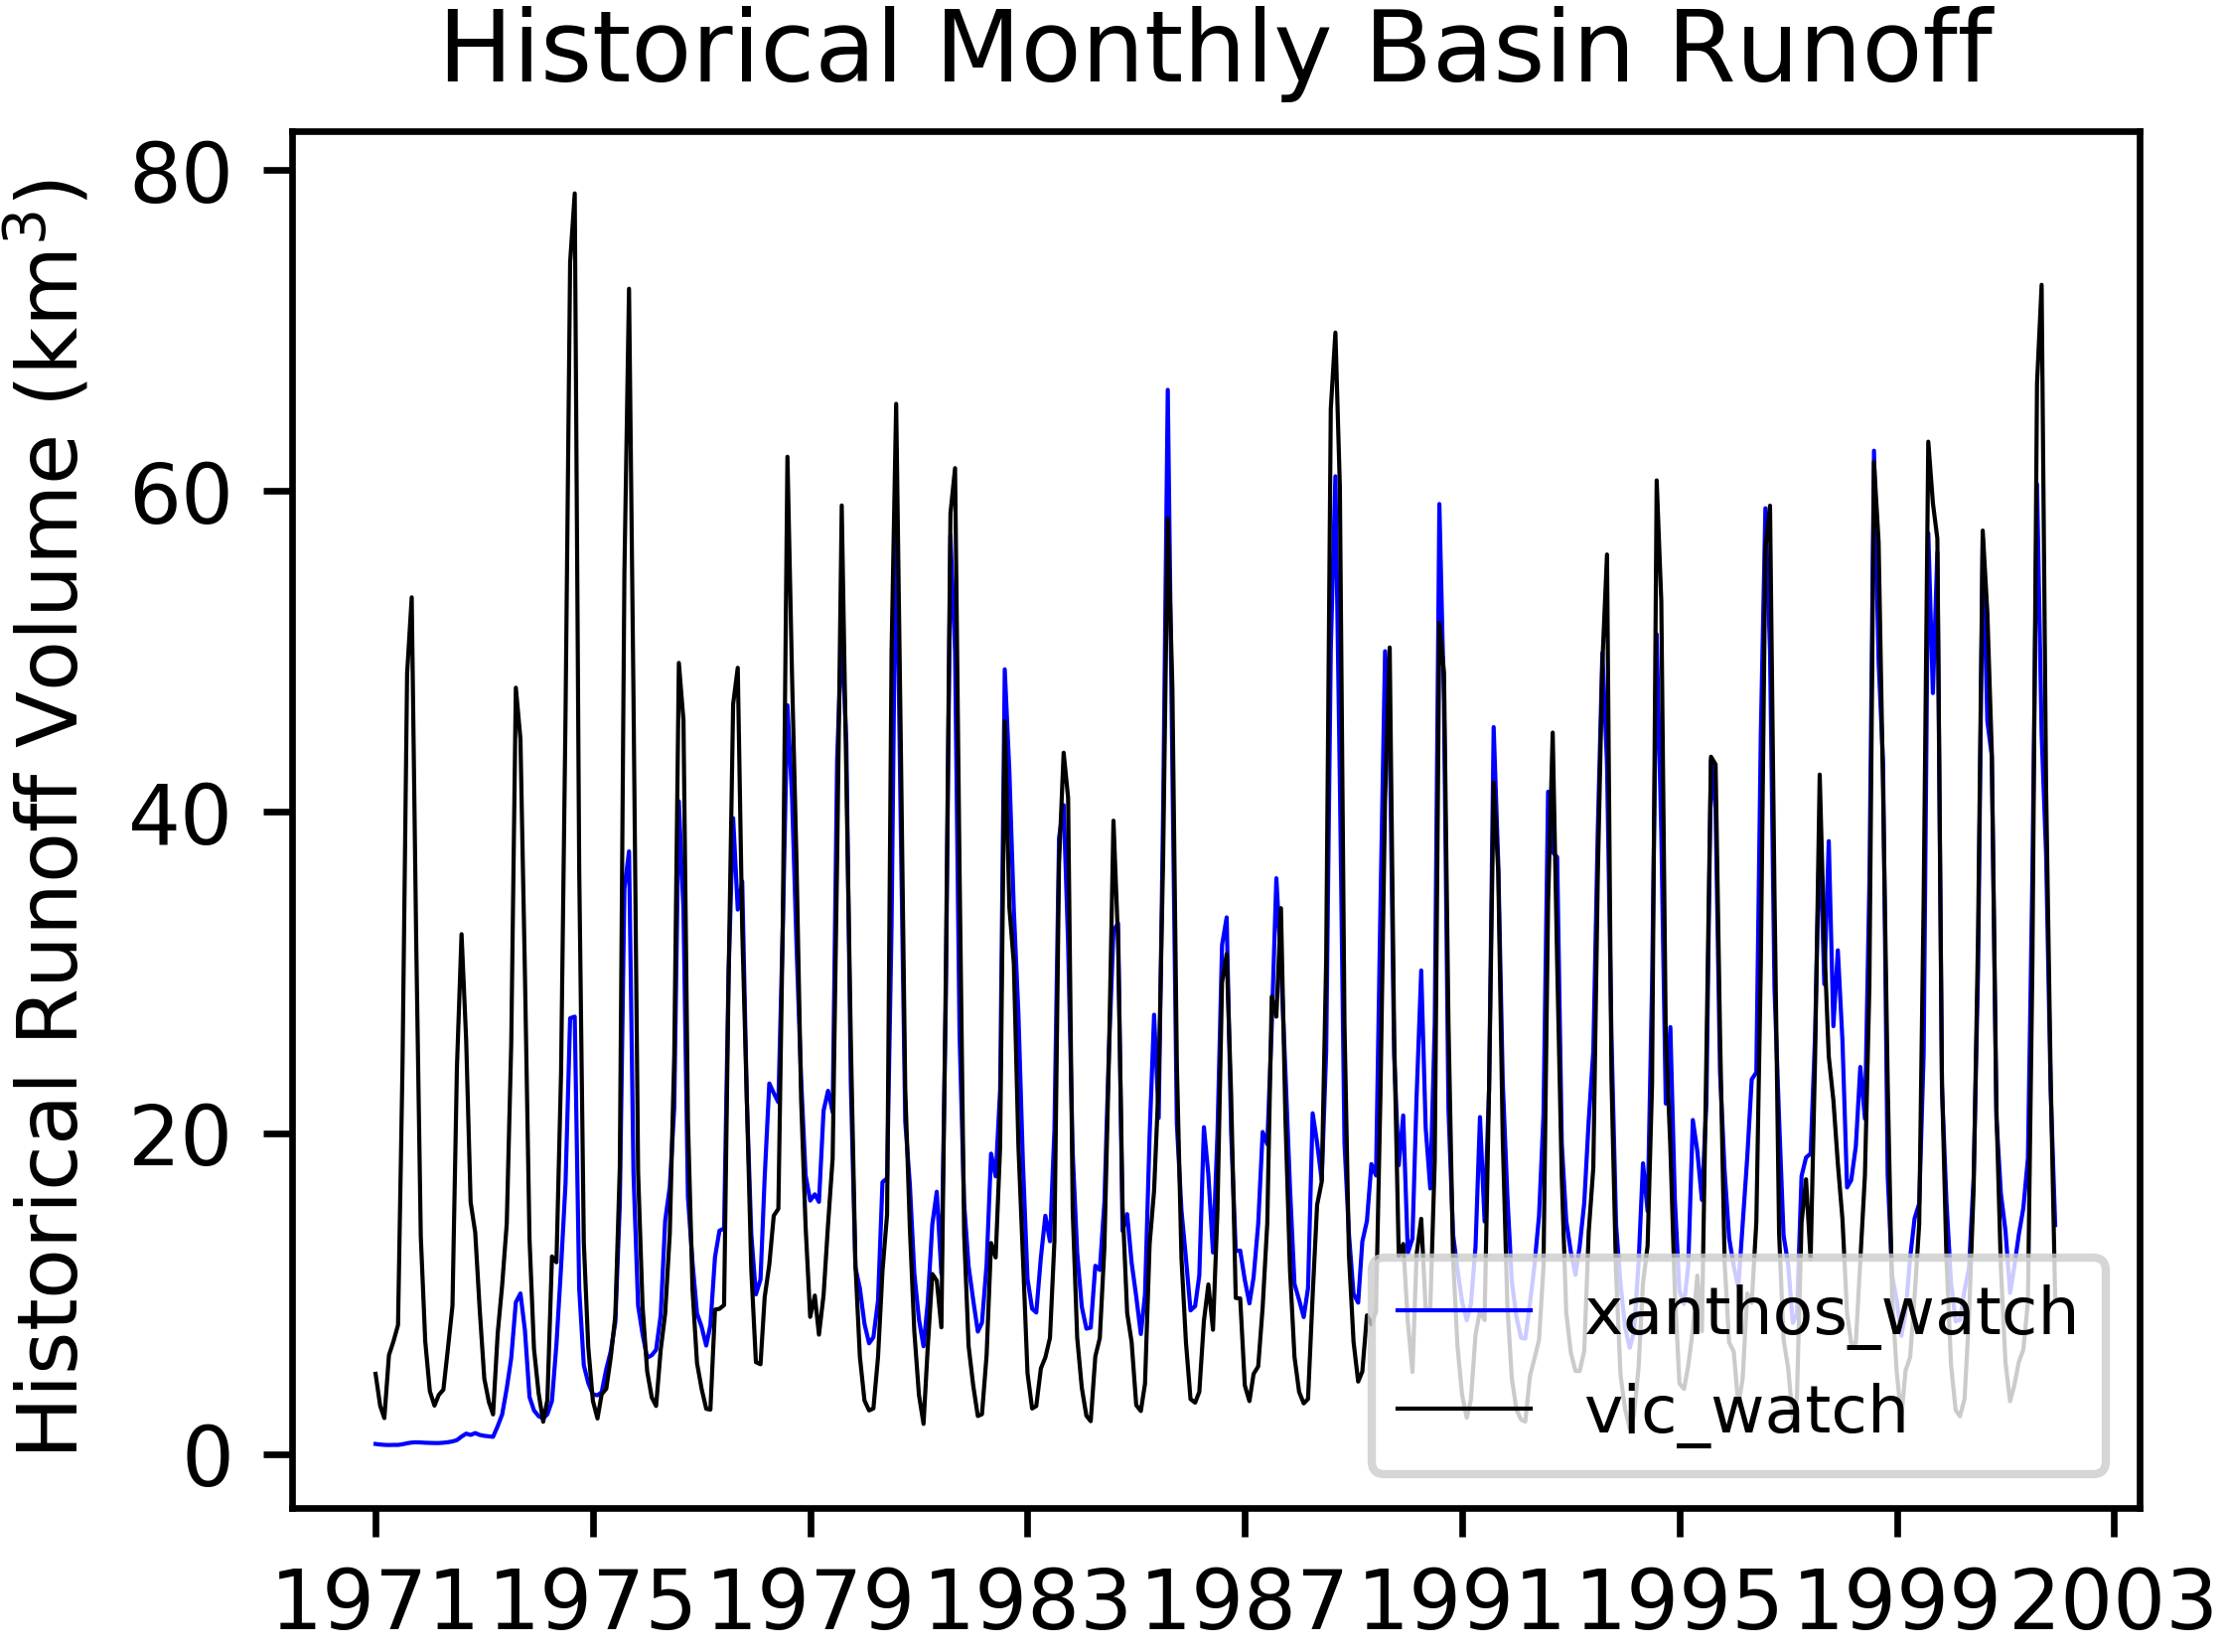 Historical Monthly Basin Runoff
Historical Runoff Volume (km³)
80
60
40
20
0
1971 1975 1979 1983 1987 1991 1995 1999 2003
xanthos_watch
vic_watch